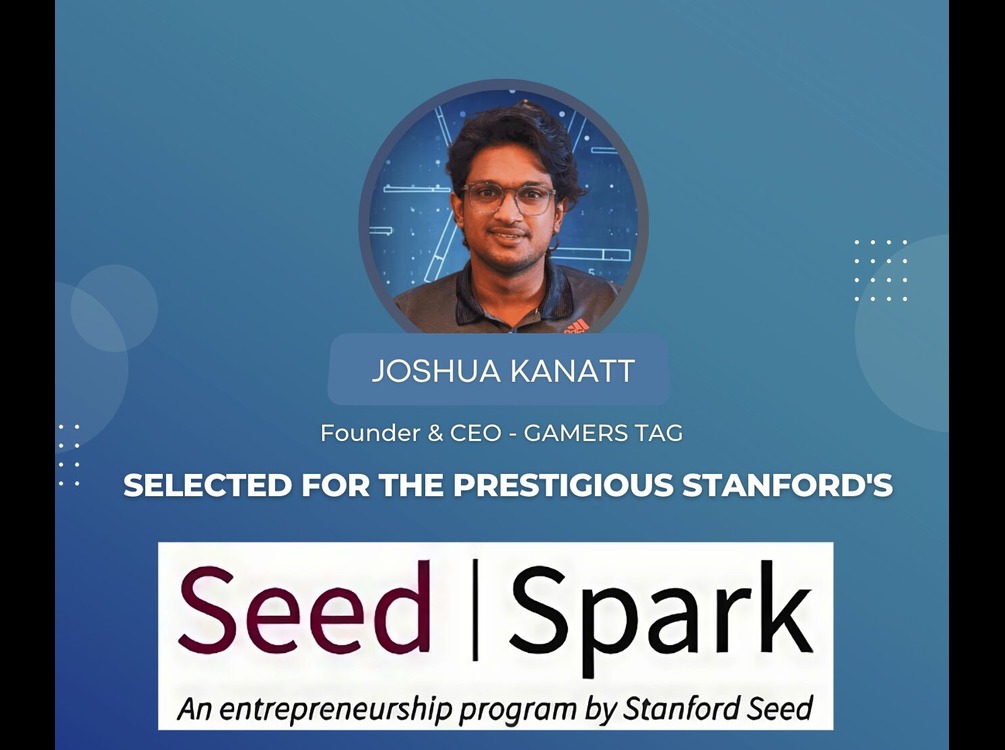 JOSHUA KANATT
Founder & CEO - GAMERS TAG
SELECTED FOR THE PRESTIGIOUS STANFORD'S
Seed | Spark
An entrepreneurship program by Stanford Seed